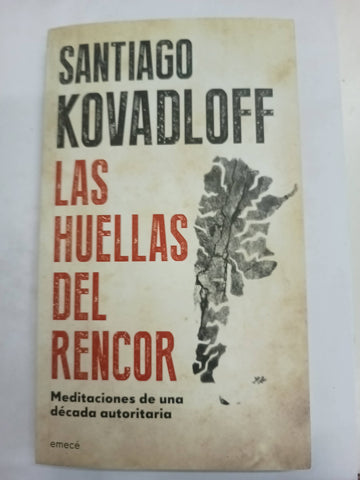 SANTIAGO
KOVADLOFF
LAS
HUELLAS
DEL
RENCOR
Meditaciones de una
década autoritaria
emecé